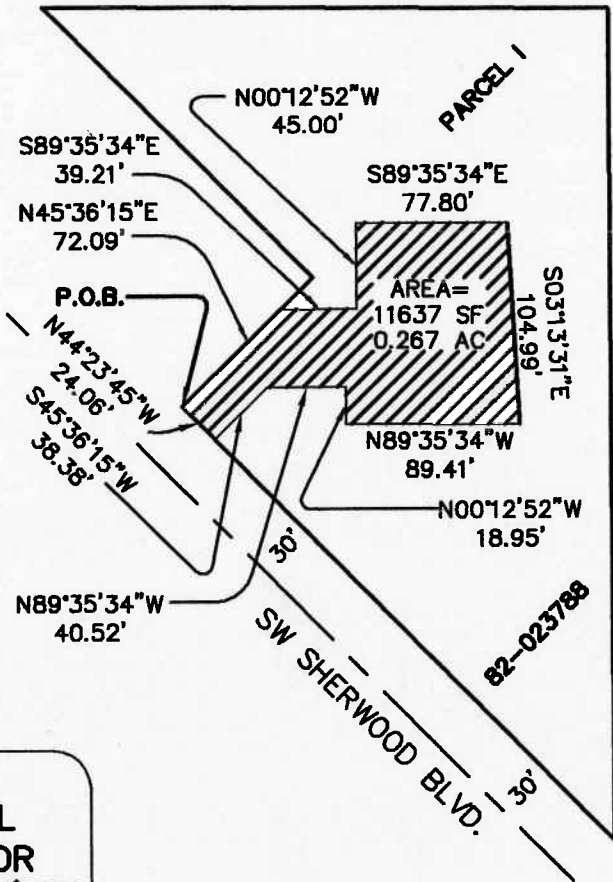 PARCEL I
N00°12'52"W
45.00'
S89°35'34"E
39.21'
S89°35'34"E
77.80'
N45°36'15"E
72.09'
P.O.B.
AREA=
11637 SF
0.267 AC
S03°13'31"E
104.99'
N44°23'45"W
24.06'
S45°36'15"W
38.38'
N89°35'34"W
89.41'
N00°12'52"W
18.95'
30'
N89°35'34"W
40.52'
SW SHERWOOD BLVD.
82-023788
30'
L
OR